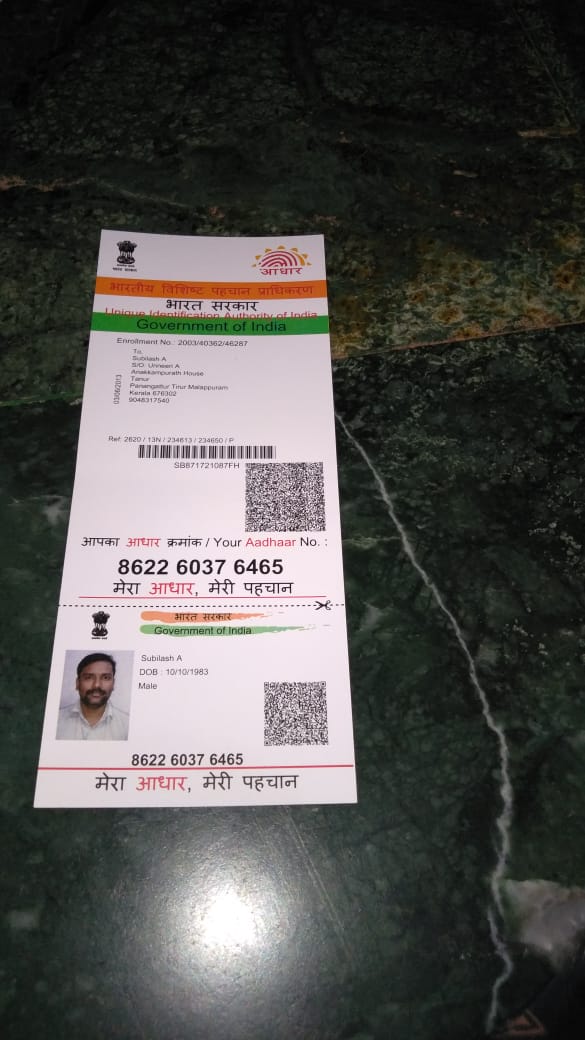 भारत सरकार
आधार
भारतीय विशिष्ट पहचान प्राधिकरण
भारत सरकार
Unique Identification Authority of India
Government of India
Enrollment No.: 2003/40362/46287
To,
Subilash A
S/O: Unneeri A
Anakkampurath House
Tanur
Panangattur Tirur Malappuram
Kerala 676302
9048317540
03/06/2013
Ref: 2620 / 13N / 234613 / 234650 / P
SB871721087FH
आपका आधार क्रमांक / Your Aadhaar No. :
8622 6037 6465
मेरा आधार, मेरी पहचान
भारत सरकार
Government of India
Subilash A
DOB : 10/10/1983
Male
8622 6037 6465
मेरा आधार, मेरी पहचान